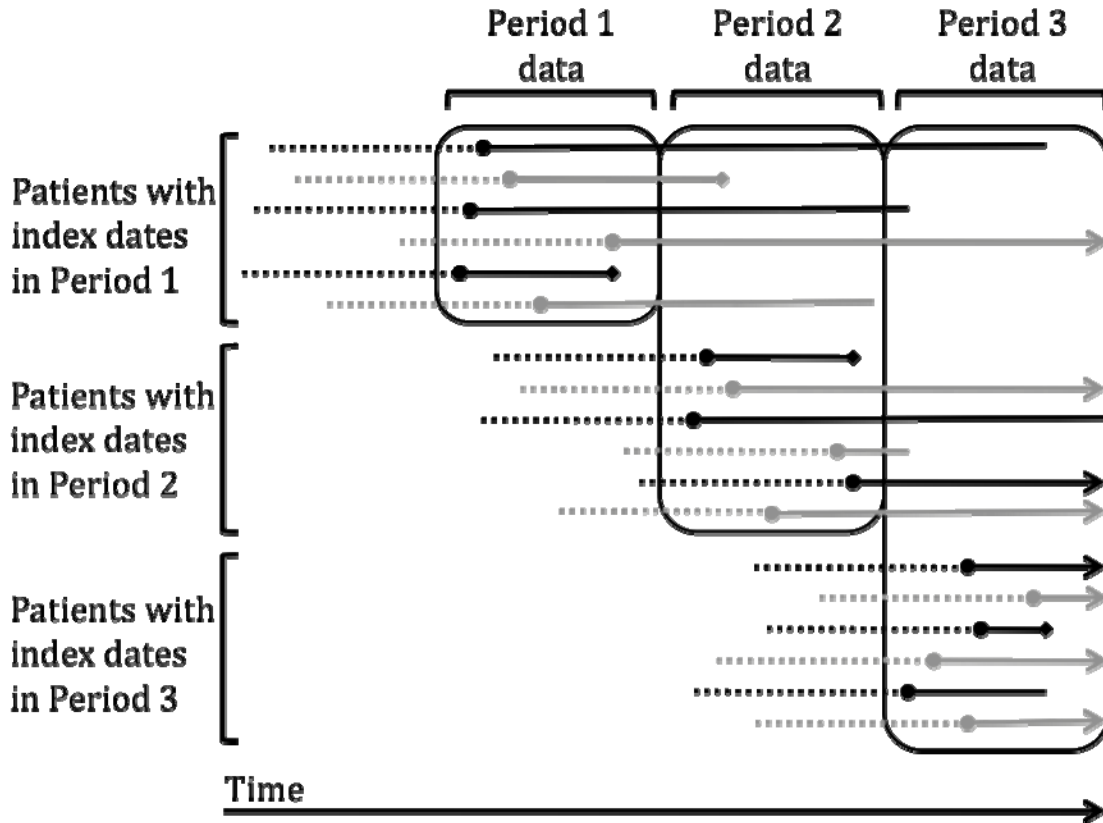 Period 1
data
Period 2
data
Period 3
data
Patients with
index dates
in Period 1
Patients with
index dates
in Period 2
Patients with
index dates
in Period 3
Time